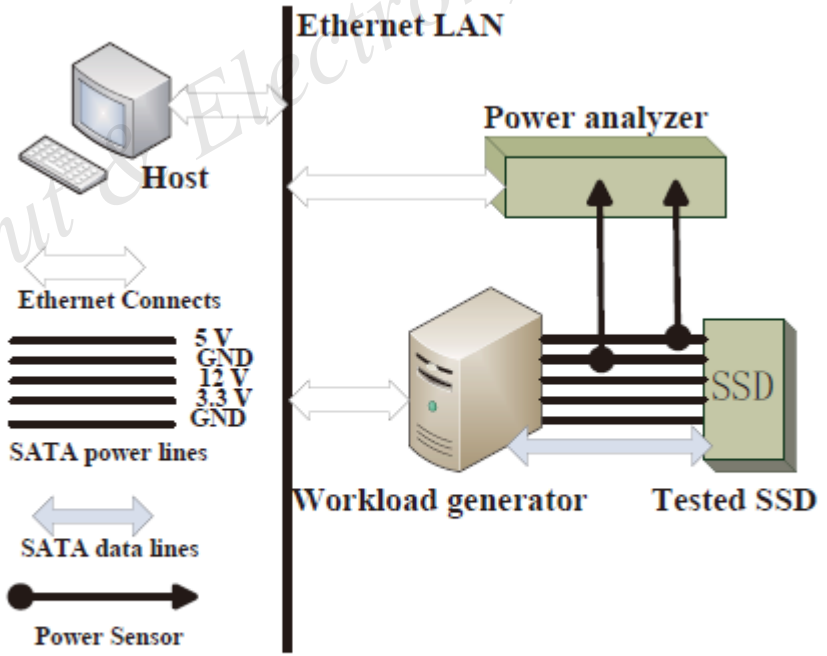 Ethernet LAN
Power analyzer
Host
Ethernet Connects
5 V
GND
12 V
3.3 V
GND
SATA power lines
SSD
Workload generator
Tested SSD
SATA data lines
Power Sensor